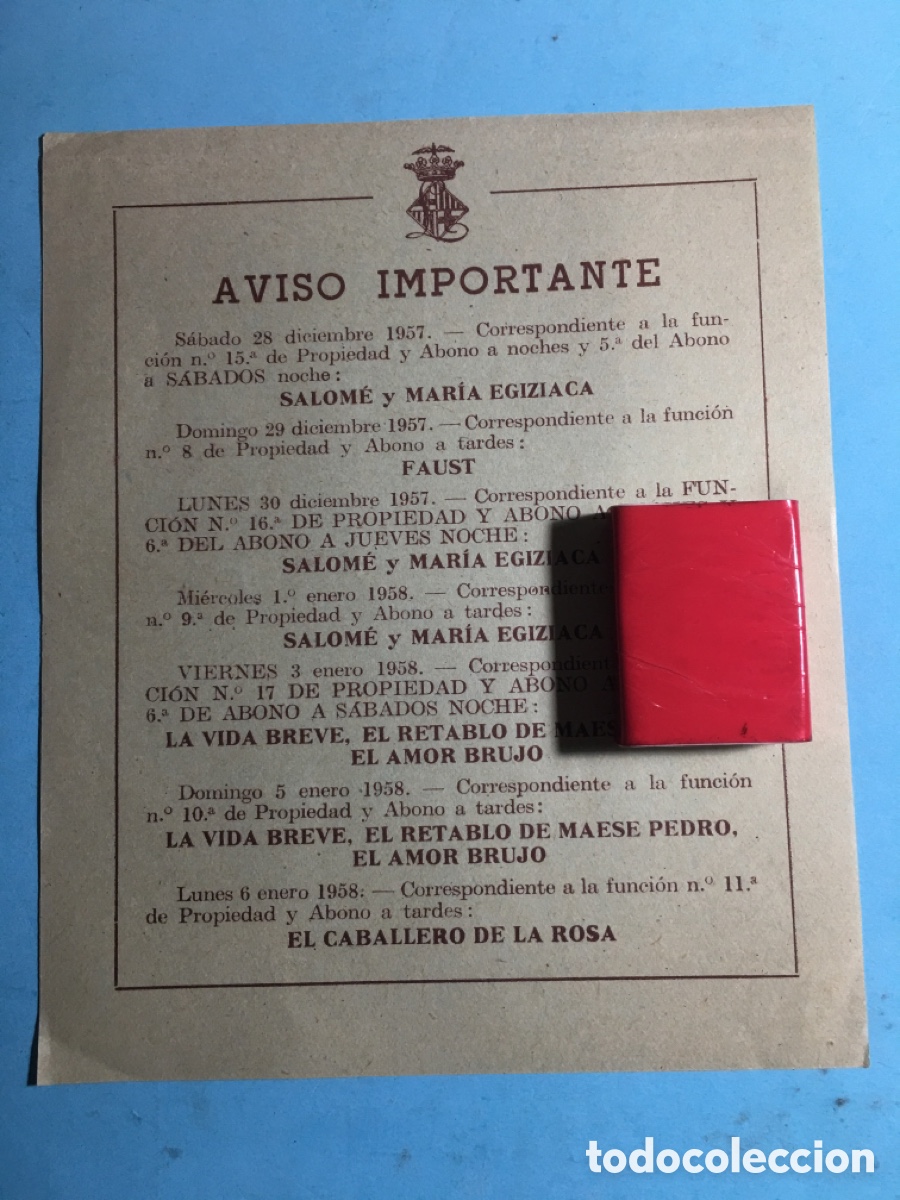 AVISO IMPORTANTE
Sábado 28 diciembre 1957. — Correspondiente a la fun-
ción n.º 15.ª de Propiedad y Abono a noches y 5.ª del Abono
a SÁBADOS noche:
SALOMÉ y MARÍA EGIZIACA
Domingo 29 diciembre 1957. — Correspondiente a la función
n.º 8 de Propiedad y Abono a tardes:
FAUST
LUNES 30 diciembre 1957. — Correspondiente a la FUN-
CIÓN N.º 16.ª DE PROPIEDAD Y ABONO A
6.ª DEL ABONO A JUEVES NOCHE:
SALOMÉ y MARÍA EGIZIACA
Miércoles 1.º enero 1958. — Correspondiente
n.º 9.ª de Propiedad y Abono a tardes:
SALOMÉ y MARÍA EGIZIACA
VIERNES 3 enero 1958. — Correspondient
CIÓN N.º 17 DE PROPIEDAD Y ABONO A
6.ª DE ABONO A SÁBADOS NOCHE:
LA VIDA BREVE, EL RETABLO DE MAES
EL AMOR BRUJO
Domingo 5 enero 1958. — Correspondiente a la función
n.º 10.ª de Propiedad y Abono a tardes:
LA VIDA BREVE, EL RETABLO DE MAESE PEDRO,
EL AMOR BRUJO
Lunes 6 enero 1958: — Correspondiente a la función n.º 11.ª
de Propiedad y Abono a tardes:
EL CABALLERO DE LA ROSA
todocoleccion